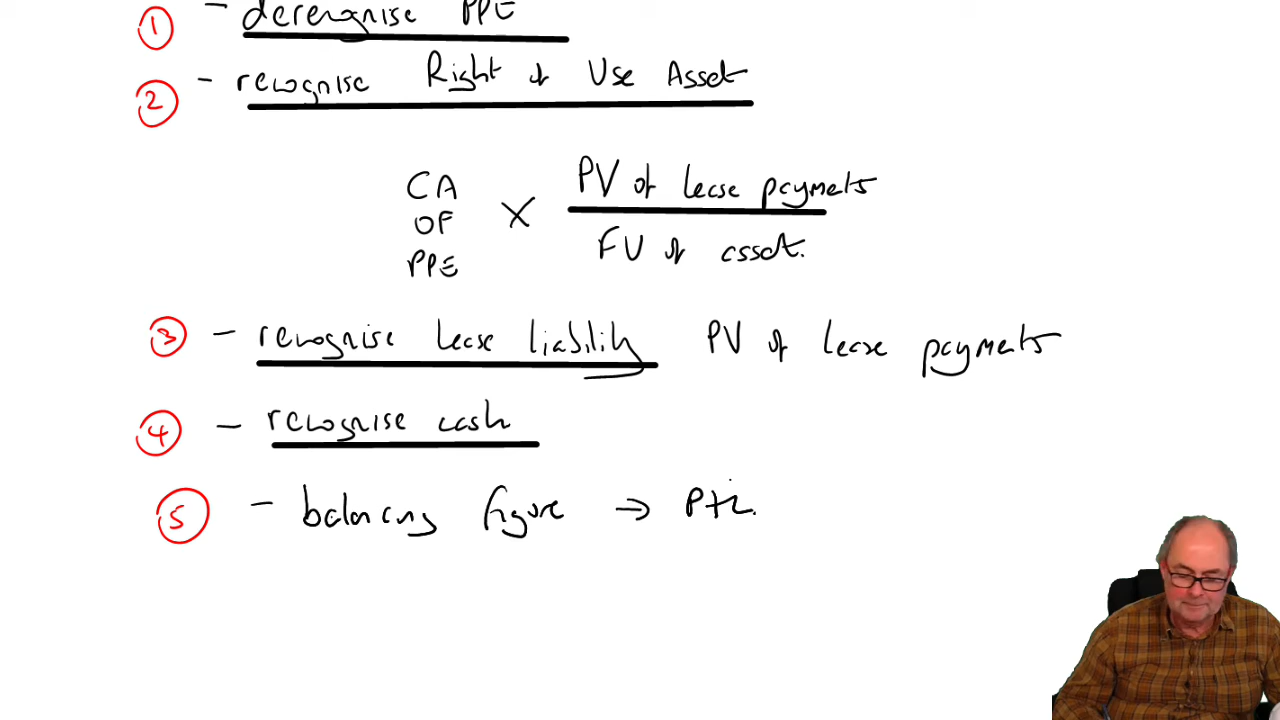 ① - derecognise PPE
② - recognise Right of Use Asset
CA OF PPE × PV of lease payments
FV of asset.
③ - recognise lease liability PV of lease payments
④ - recognise cash
⑤ - balancing figure → P+L.